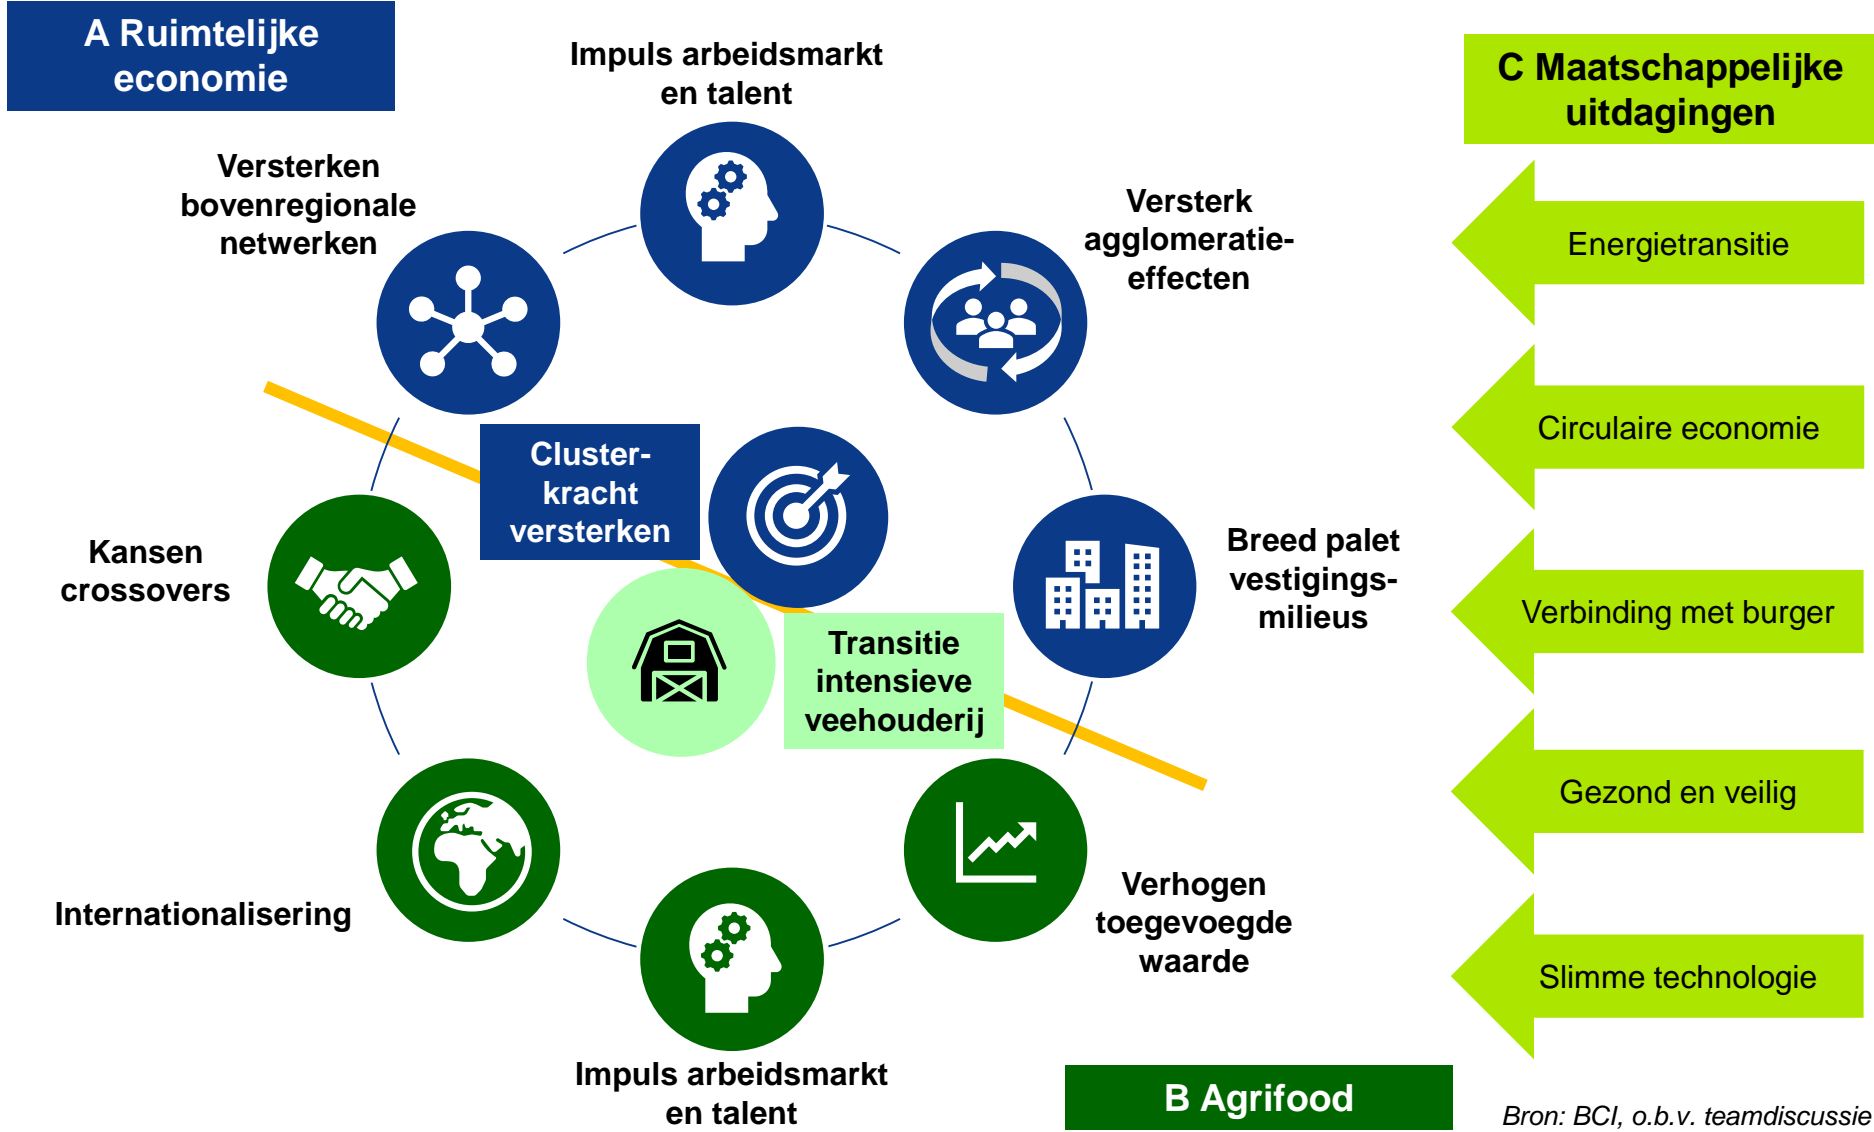 A Ruimtelijke
economie
Impuls arbeidsmarkt
en talent
C Maatschappelijke
uitdagingen
Versterken
bovenregionale
netwerken
Versterk
agglomeratie-
effecten
Energietransitie
Circulaire economie
Cluster-
kracht
versterken
Kansen
crossovers
Breed palet
vestigings-
milieus
Verbinding met burger
Transitie
intensieve
veehouderij
Gezond en veilig
Internationalisering
Verhogen
toegevoegde
waarde
Slimme technologie
Impuls arbeidsmarkt
en talent
B Agrifood
Bron: BCI, o.b.v. teamdiscussie